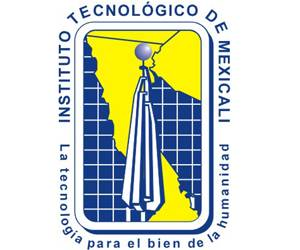 INSTITUTO TECNOLÓGICO DE MEXICALI
La tecnología para el bien de la humanidad